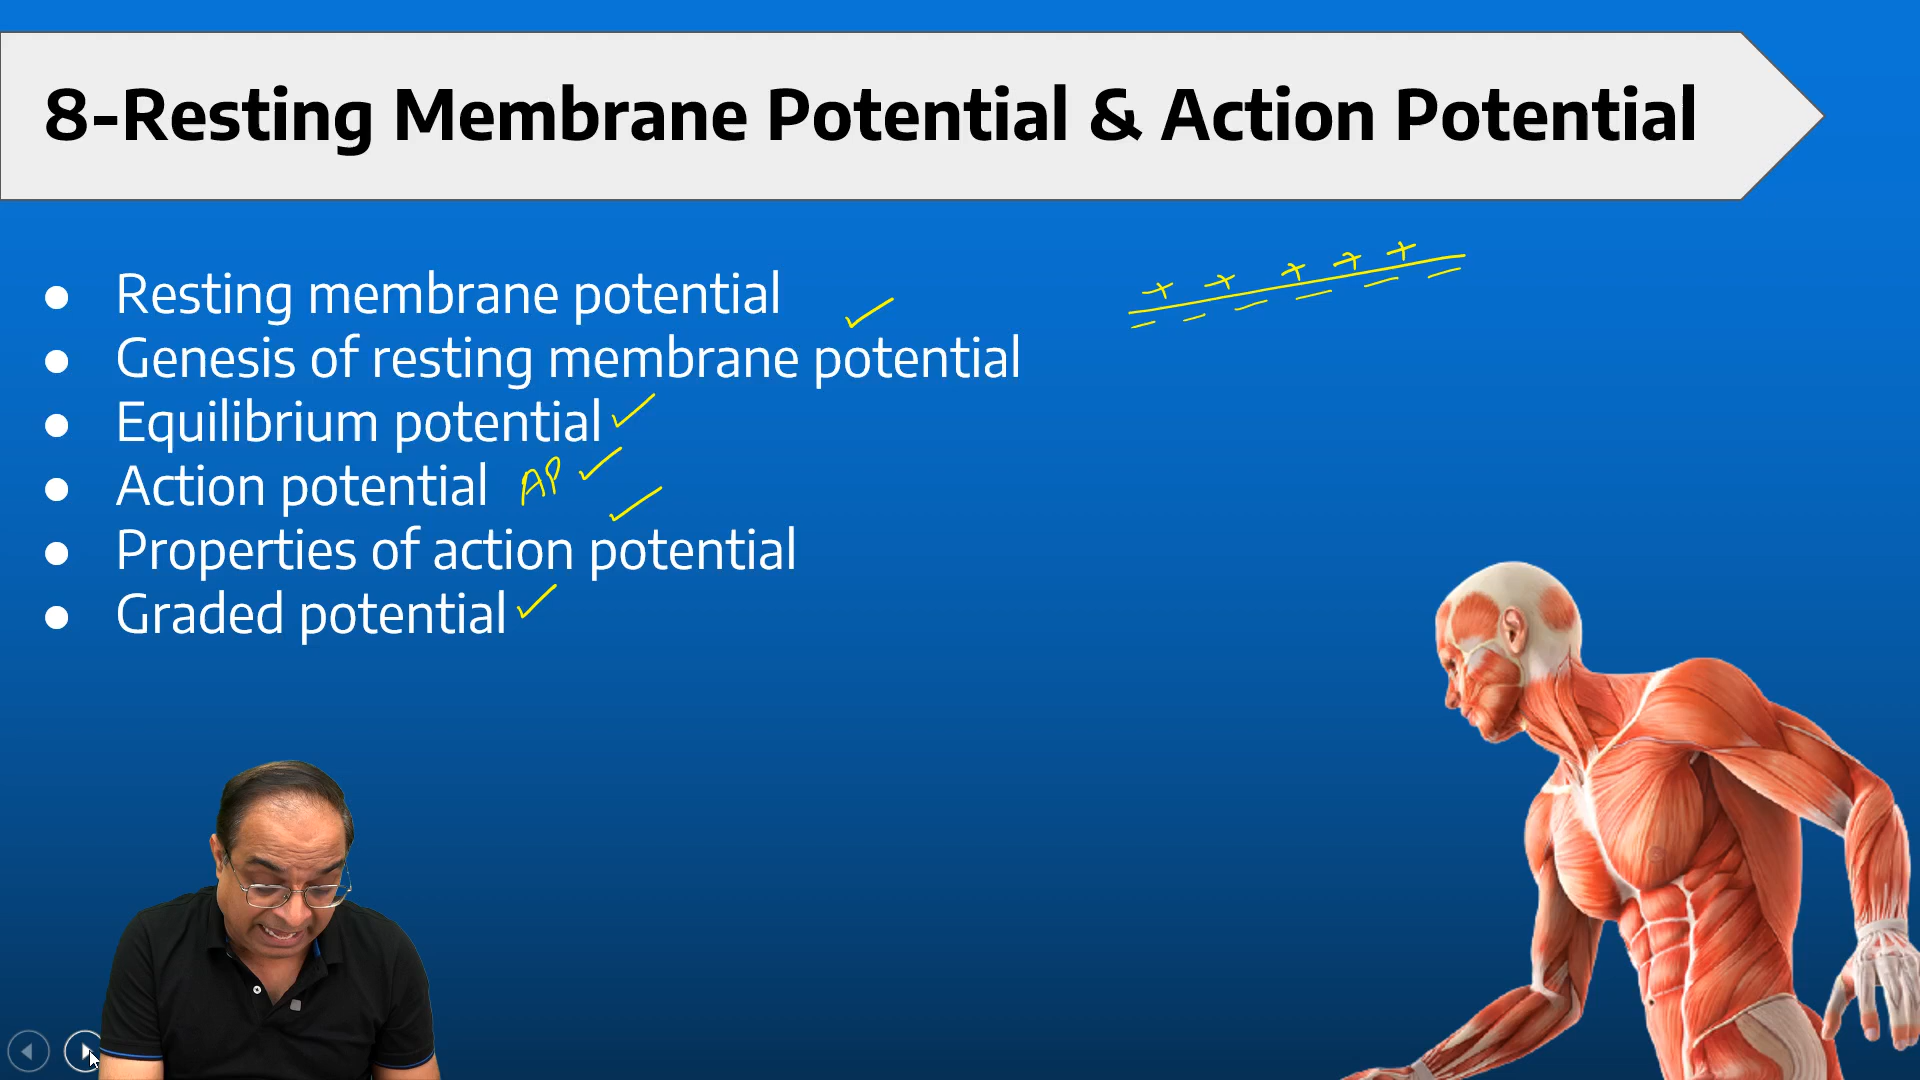 8-Resting Membrane Potential & Action Potential
+ + + + +
● Resting membrane potential
● Genesis of resting membrane potential
● Equilibrium potential
● Action potential AP
● Properties of action potential
● Graded potential